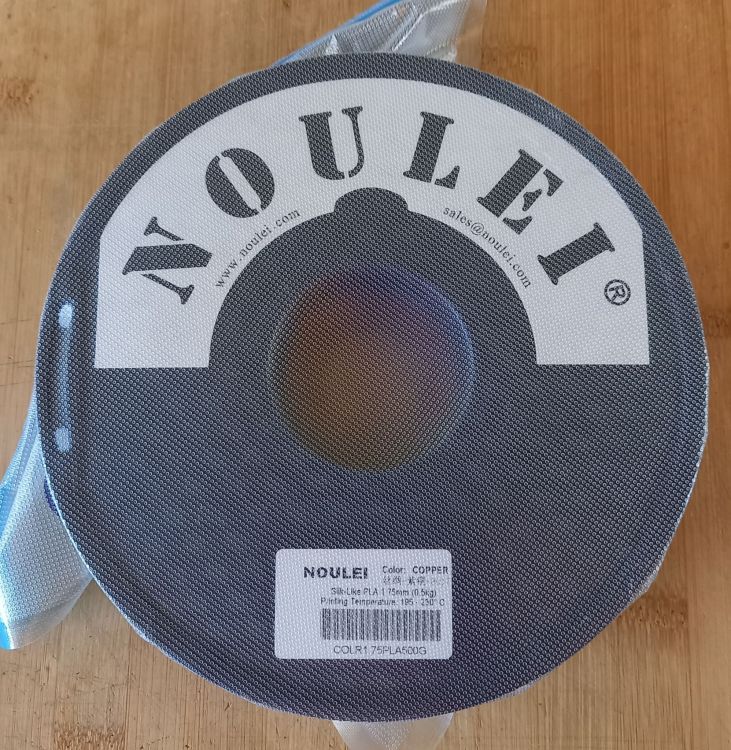 NOULEI®
www.noulei.com
sales@noulei.com
NOULEI
Color: COPPER
Silk-Like PLA 1.75mm (0.5kg)
Printing Temperature: 195 - 230° C
COLR1.75PLA500G